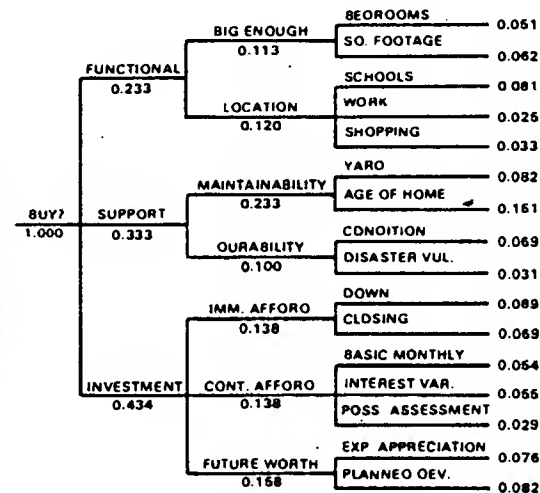 BEDROOMS 0.051
BIG ENOUGH
0.113
SQ. FOOTAGE 0.062
FUNCTIONAL
0.233
SCHOOLS 0.081
LOCATION
0.120
WORK 0.026
SHOPPING 0.033
YARD 0.082
MAINTAINABILITY
0.233
AGE OF HOME 0.151
BUY?
1.000
SUPPORT
0.333
CONDITION 0.069
DURABILITY
0.100
DISASTER VUL. 0.031
DOWN 0.089
IMM. AFFORD
0.138
CLOSING 0.069
BASIC MONTHLY 0.054
INVESTMENT
0.434
CONT. AFFORD
0.138
INTEREST VAR. 0.055
POSS ASSESSMENT 0.029
EXP APPRECIATION 0.076
FUTURE WORTH
0.158
PLANNED DEV. 0.082